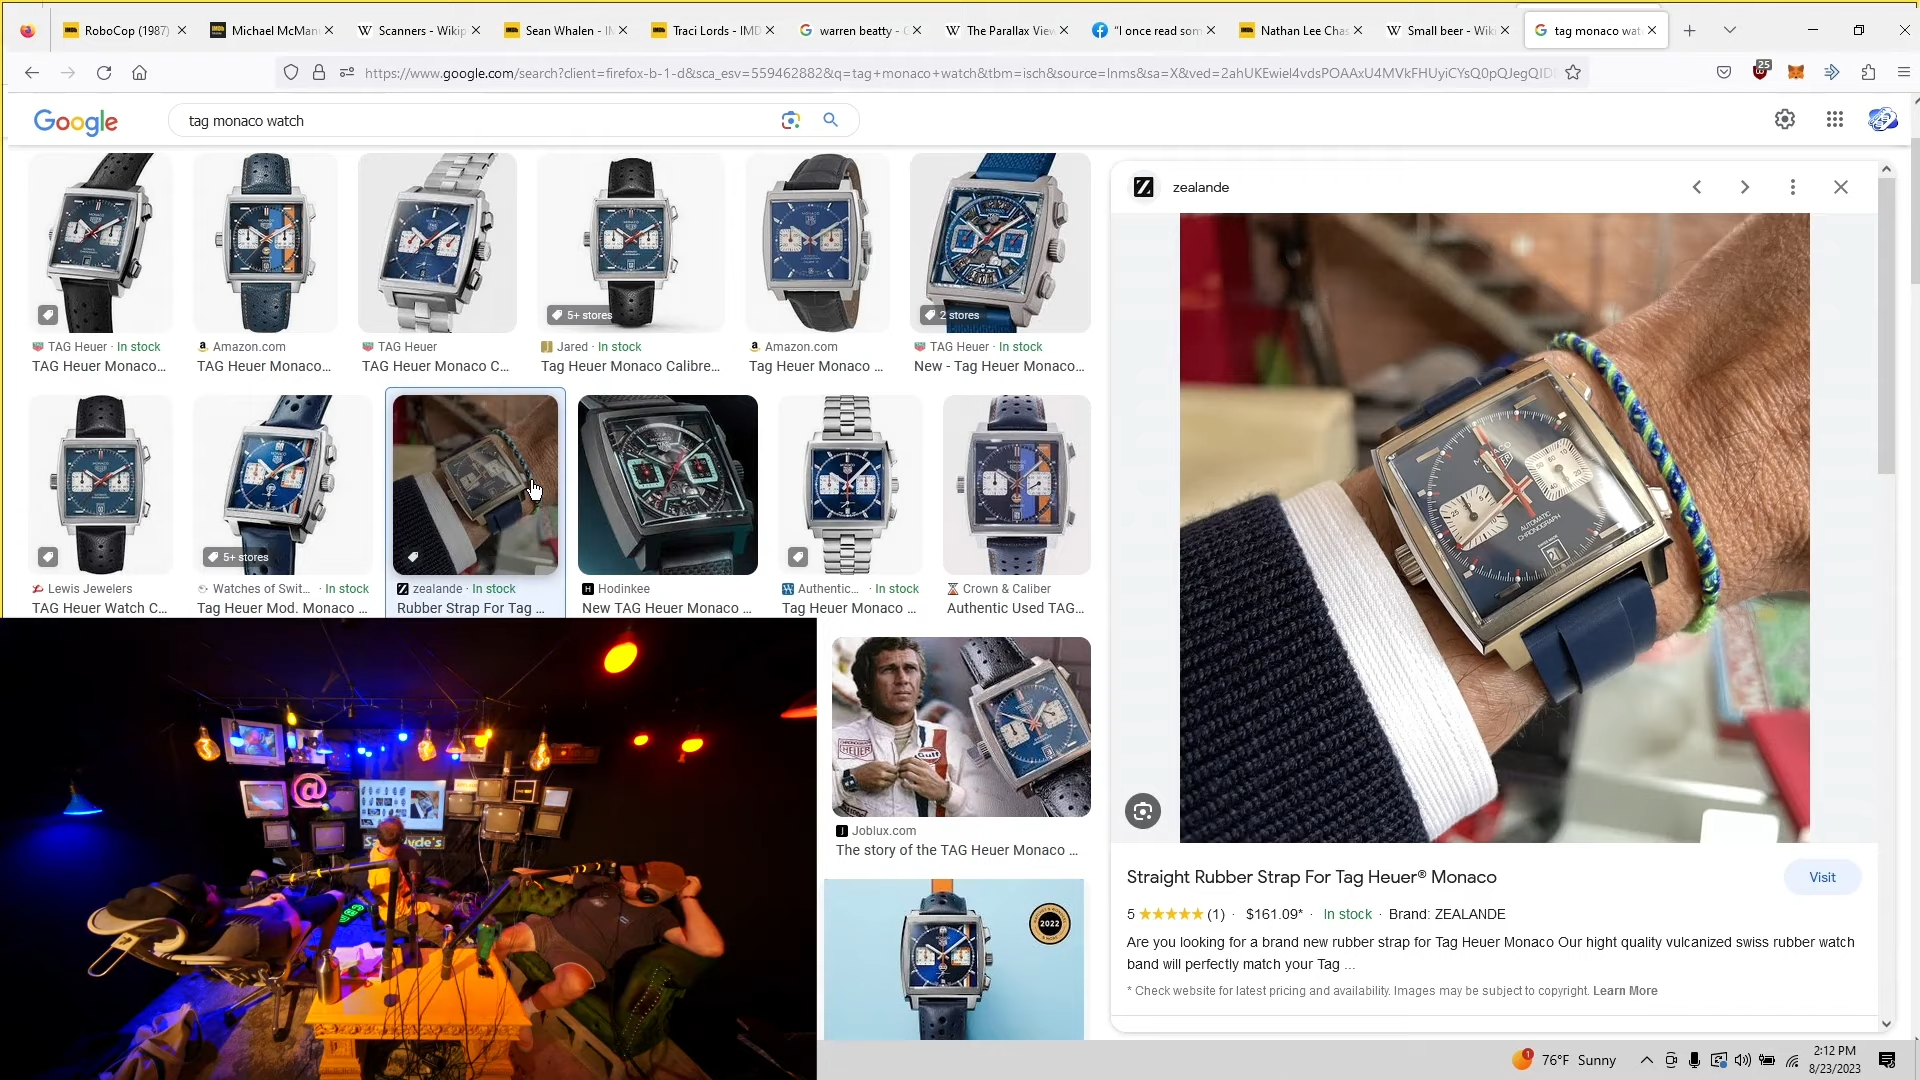 RoboCop (1987)
Michael McMan
Scanners - Wikip
Sean Whalen - IM
Traci Lords - IMD
warren beatty - G
The Parallax View
"I once read som
Nathan Lee Chas
Small beer - Wiki
tag monaco wat
https://www.google.com/search?client=firefox-b-1-d&sca_esv=559462882&q=tag+monaco+watch&tbm=isch&source=lnms&sa=X&ved=2ahUKEwiel4vdsPOAAxU4MVkFHUyiCYsQ0pQJegQID
25
Google
tag monaco watch
5+ stores
2 stores
TAG Heuer · In stock
Amazon.com
TAG Heuer
Jared · In stock
Amazon.com
TAG Heuer · In stock
TAG Heuer Monaco...
TAG Heuer Monaco...
TAG Heuer Monaco C...
Tag Heuer Monaco Calibre...
Tag Heuer Monaco ...
New - Tag Heuer Monaco...
5+ stores
Lewis Jewelers
Watches of Swit... · In stock
zealande · In stock
Hodinkee
Authentic... · In stock
Crown & Caliber
TAG Heuer Watch C...
Tag Heuer Mod. Monaco ...
Rubber Strap For Tag ...
New TAG Heuer Monaco ...
Tag Heuer Monaco ...
Authentic Used TAG...
HEUER
Gulf
Joblux.com
The story of the TAG Heuer Monaco ...
2022
@
zealande
MONACO
HEUER
AUTOMATIC
CHRONOGRAPH
Straight Rubber Strap For Tag Heuer® Monaco
Visit
5 ★★★★★ (1) · $161.09* · In stock · Brand: ZEALANDE
Are you looking for a brand new rubber strap for Tag Heuer Monaco Our hight quality vulcanized swiss rubber watch
band will perfectly match your Tag ...
* Check website for latest pricing and availability. Images may be subject to copyright. Learn More
1
76°F Sunny
2:12 PM
8/23/2023